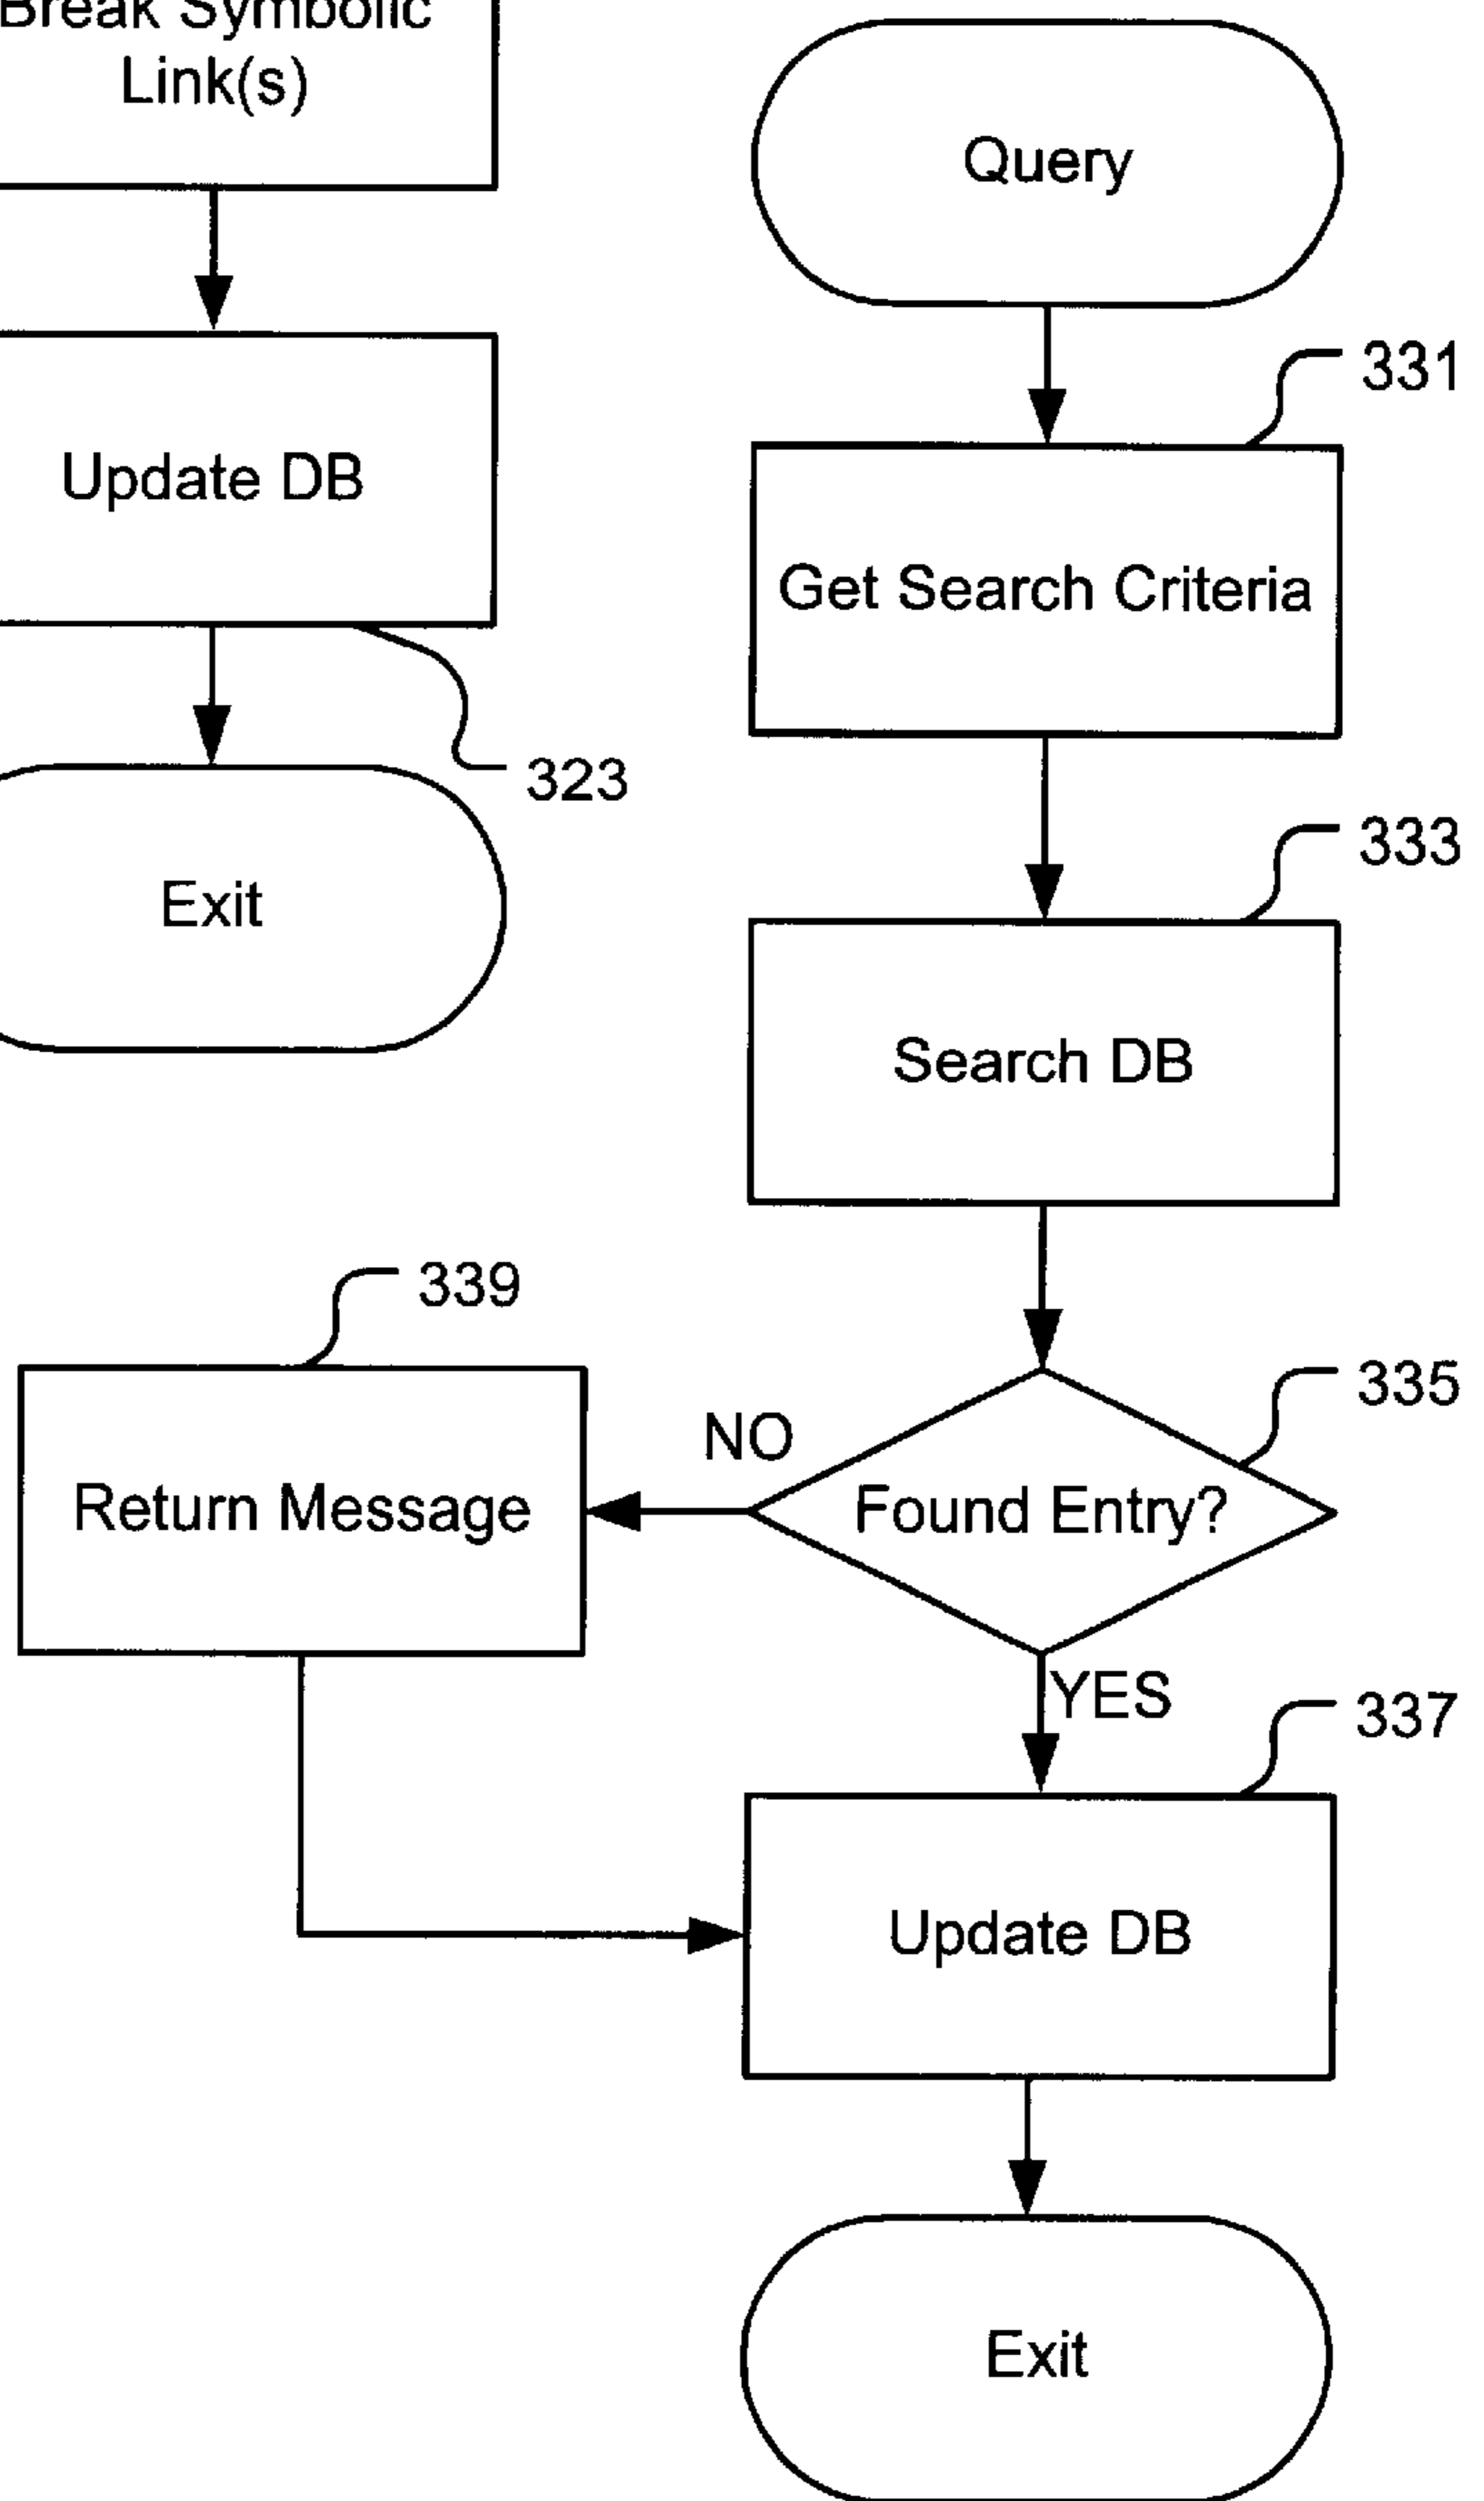 Break Symbolic
Link(s)
Update DB
323
Exit
Query
331
Get Search Criteria
333
Search DB
339
335
NO
Return Message
Found Entry?
YES
337
Update DB
Exit